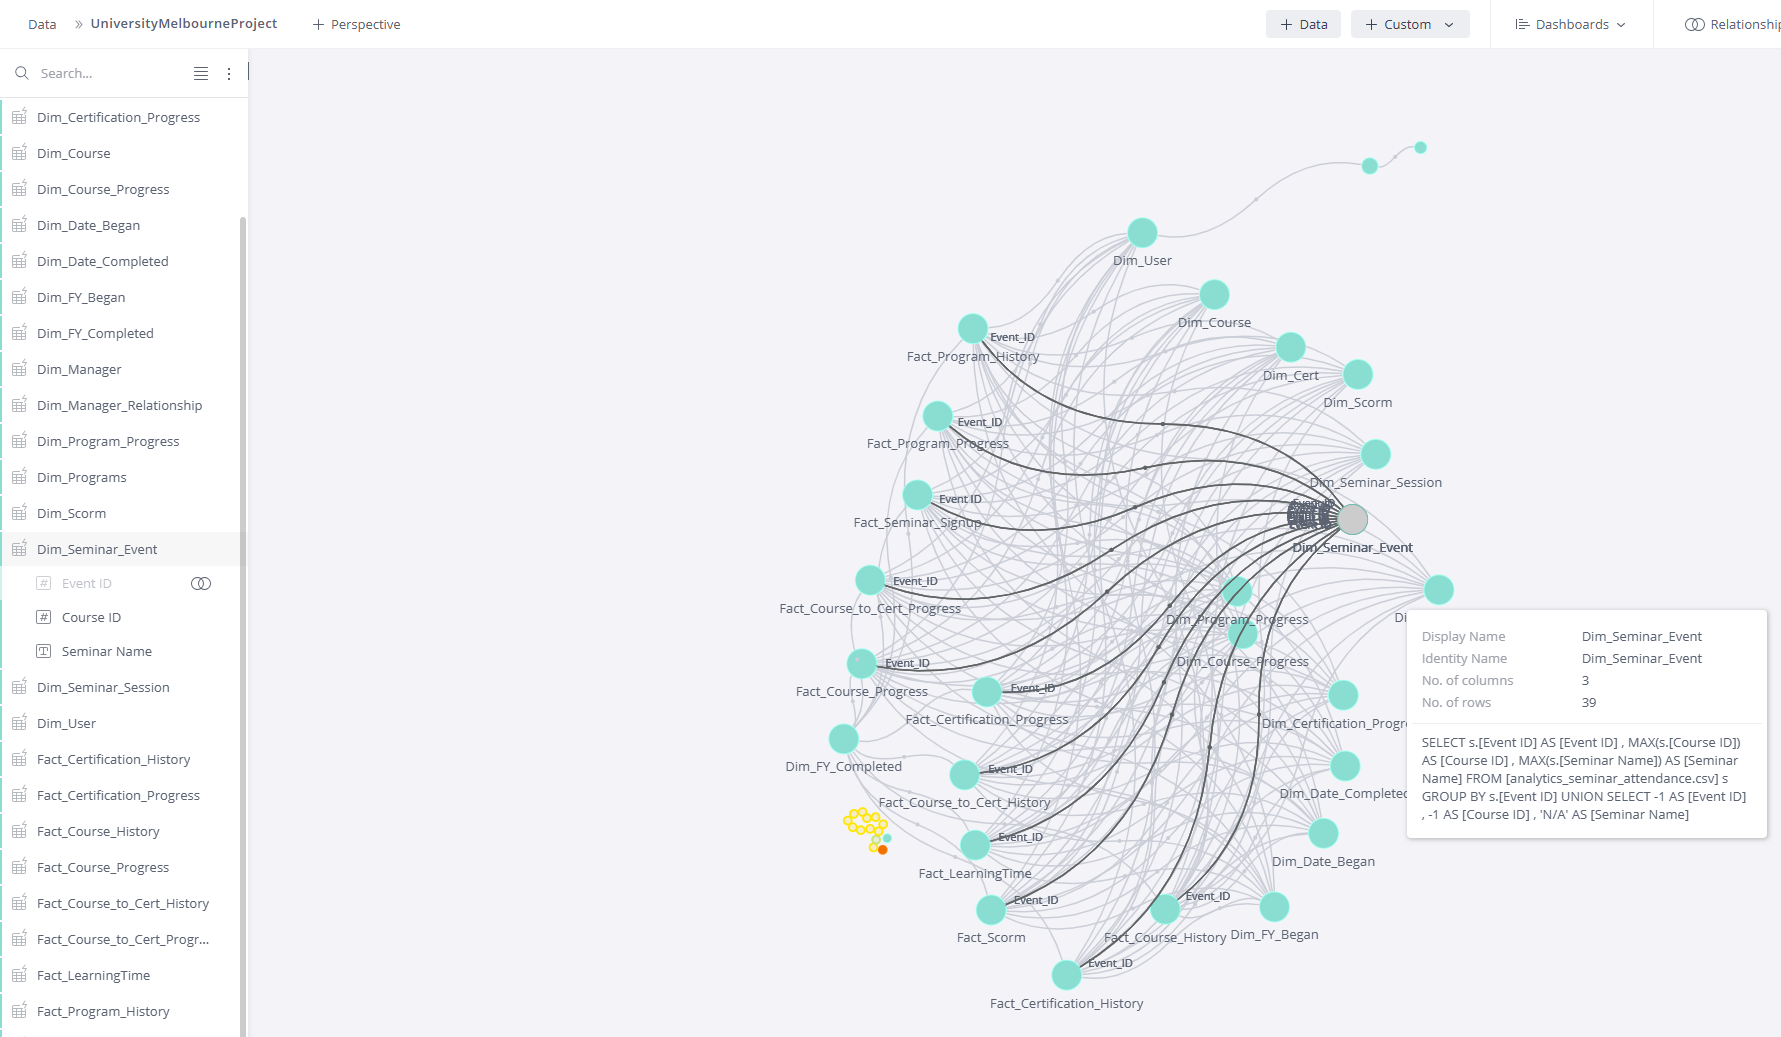 Data » UniversityMelbourneProject + Perspective
+ Data
+ Custom
Dashboards
Search...
Dim_Certification_Progress
Dim_Course
Dim_Course_Progress
Dim_Date_Began
Dim_Date_Completed
Dim_FY_Began
Dim_FY_Completed
Dim_Manager
Dim_Manager_Relationship
Dim_Program_Progress
Dim_Programs
Dim_Scorm
Dim_Seminar_Event
Event ID
Course ID
Seminar Name
Dim_Seminar_Session
Dim_User
Fact_Certification_History
Fact_Certification_Progress
Fact_Course_History
Fact_Course_Progress
Fact_Course_to_Cert_History
Fact_Course_to_Cert_Progr...
Fact_LearningTime
Fact_Program_History
Dim_User
Dim_Course
Event_ID
Fact_Program_History
Dim_Cert
Dim_Scorm
Event_ID
Fact_Program_Progress
Dim_Seminar_Session
Event ID
Fact_Seminar_Signup
Dim_Seminar_Event
Event_ID
Fact_Course_to_Cert_Progress
Dim_Program_Progress
Dim_Course_Progress
Event_ID
Fact_Course_Progress
Event_ID
Fact_Certification_Progress
Dim_Certification_Progre
Dim_FY_Completed
Event_ID
Fact_Course_to_Cert_History
Dim_Date_Completed
Event_ID
Fact_LearningTime
Dim_Date_Began
Event_ID
Fact_Scorm
Event_ID
Fact_Course_History
Dim_FY_Began
Event_ID
Fact_Certification_History
Display Name Dim_Seminar_Event
Identity Name Dim_Seminar_Event
No. of columns 3
No. of rows 39
SELECT s.[Event ID] AS [Event ID] , MAX(s.[Course ID])
AS [Course ID] , MAX(s.[Seminar Name]) AS [Seminar
Name] FROM [analytics_seminar_attendance.csv] s
GROUP BY s.[Event ID] UNION SELECT -1 AS [Event ID]
, -1 AS [Course ID] , 'N/A' AS [Seminar Name]